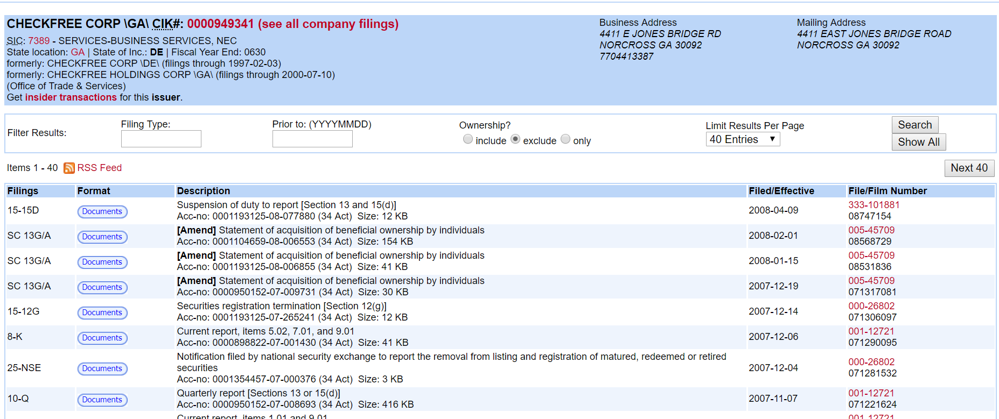 CHECKFREE CORP \GA\ CIK#: 0000949341 (see all company filings)
SIC: 7389 - SERVICES-BUSINESS SERVICES, NEC
State location: GA | State of Inc.: DE | Fiscal Year End: 0630
formerly: CHECKFREE CORP \DE\ (filings through 1997-02-03)
formerly: CHECKFREE HOLDINGS CORP \GA\ (filings through 2000-07-10)
(Office of Trade & Services)
Get insider transactions for this issuer.
Business Address
4411 E JONES BRIDGE RD
NORCROSS GA 30092
7704413387
Mailing Address
4411 EAST JONES BRIDGE ROAD
NORCROSS GA 30092
Filter Results:
Filing Type:
Prior to: (YYYYMMDD)
Ownership?
include exclude only
Limit Results Per Page
40 Entries
Search
Show All
Items 1 - 40 RSS Feed
Next 40
Filings Format Description Filed/Effective File/Film Number
15-15D Documents Suspension of duty to report [Section 13 and 15(d)] 2008-04-09 333-101881
Acc-no: 0001193125-08-077880 (34 Act) Size: 12 KB 08747154
SC 13G/A Documents [Amend] Statement of acquisition of beneficial ownership by individuals 2008-02-01 005-45709
Acc-no: 0001104659-08-006553 (34 Act) Size: 154 KB 08568729
SC 13G/A Documents [Amend] Statement of acquisition of beneficial ownership by individuals 2008-01-15 005-45709
Acc-no: 0001193125-08-006855 (34 Act) Size: 41 KB 08531836
SC 13G/A Documents [Amend] Statement of acquisition of beneficial ownership by individuals 2007-12-19 005-45709
Acc-no: 0000950152-07-009731 (34 Act) Size: 30 KB 071317081
15-12G Documents Securities registration termination [Section 12(g)] 2007-12-14 000-26802
Acc-no: 0001193125-07-265241 (34 Act) Size: 12 KB 071306097
8-K Documents Current report, items 5.02, 7.01, and 9.01 2007-12-06 001-12721
Acc-no: 0000898822-07-001430 (34 Act) Size: 41 KB 071290095
25-NSE Documents Notification filed by national security exchange to report the removal from listing and registration of matured, redeemed or retired 2007-12-04 000-26802
securities 071281532
Acc-no: 0001354457-07-000376 (34 Act) Size: 3 KB
10-Q Documents Quarterly report [Sections 13 or 15(d)] 2007-11-07 001-12721
Acc-no: 0000950152-07-008693 (34 Act) Size: 416 KB 071221624
Current report, items 1.01 and 9.01 001-12721